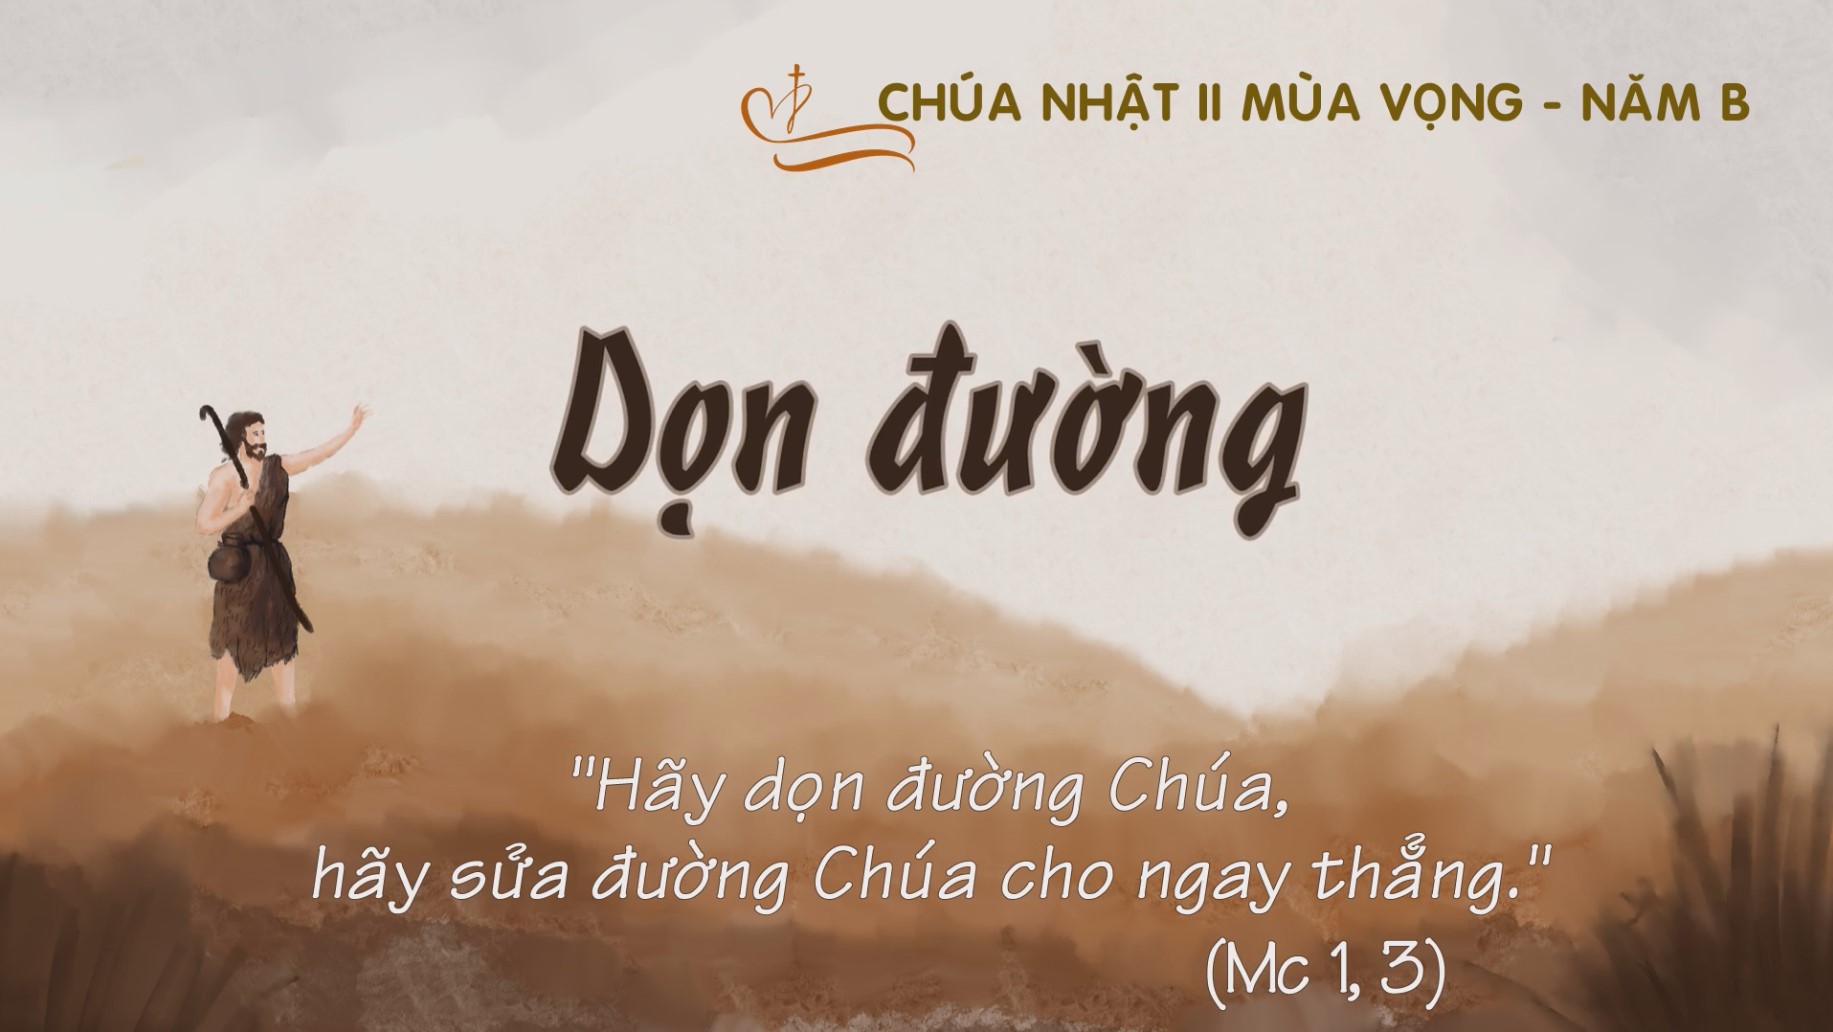 CHÚA NHẬT II MÙA VỌNG - NĂM B
Dọn đường
"Hãy dọn đường Chúa,
hãy sửa đường Chúa cho ngay thẳng."
(Mc 1, 3)